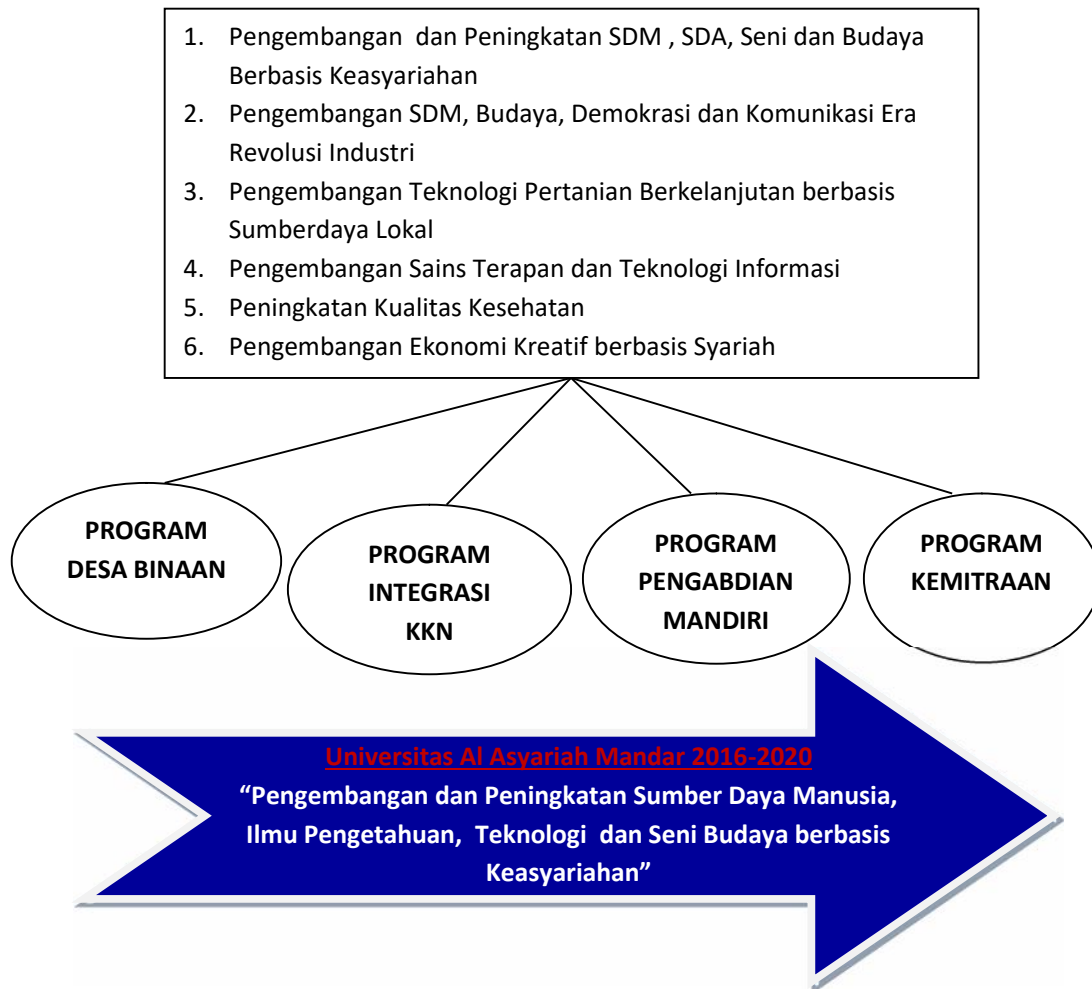 1. Pengembangan dan Peningkatan SDM , SDA, Seni dan Budaya
Berbasis Keasyariahan
2. Pengembangan SDM, Budaya, Demokrasi dan Komunikasi Era
Revolusi Industri
3. Pengembangan Teknologi Pertanian Berkelanjutan berbasis
Sumberdaya Lokal
4. Pengembangan Sains Terapan dan Teknologi Informasi
5. Peningkatan Kualitas Kesehatan
6. Pengembangan Ekonomi Kreatif berbasis Syariah
PROGRAM
DESA BINAAN
PROGRAM
INTEGRASI
KKN
PROGRAM
PENGABDIAN
MANDIRI
PROGRAM
KEMITRAAN
Universitas Al Asyariah Mandar 2016-2020
“Pengembangan dan Peningkatan Sumber Daya Manusia,
Ilmu Pengetahuan, Teknologi dan Seni Budaya berbasis
Keasyariahan”